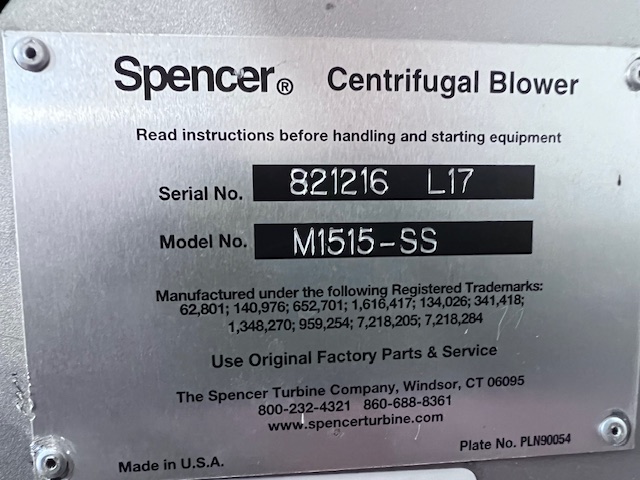 Spencer® Centrifugal Blower
Read instructions before handling and starting equipment
Serial No. 821216 L17
Model No. M1515-SS
Manufactured under the following Registered Trademarks:
62,801; 140,976; 652,701; 1,616,417; 134,026; 341,418;
1,348,270; 959,254; 7,218,205; 7,218,284
Use Original Factory Parts & Service
The Spencer Turbine Company, Windsor, CT 06095
800-232-4321 860-688-8361
www.spencerturbine.com
Plate No. PLN90054
Made in U.S.A.